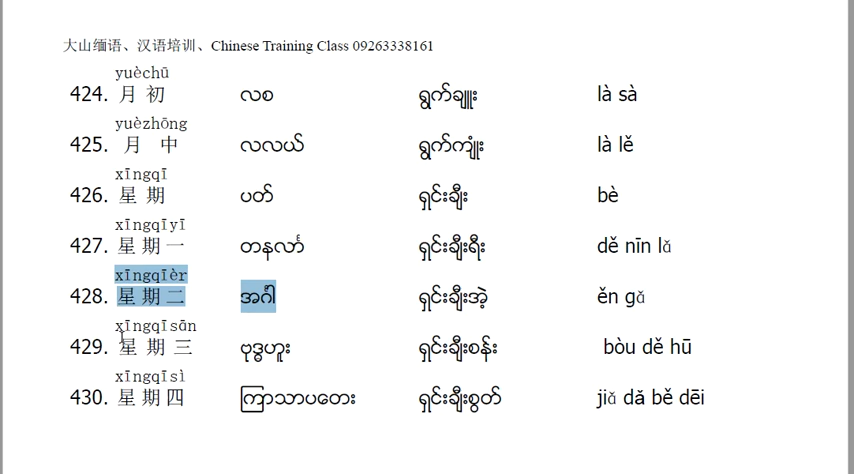 大山缅语、汉语培训、Chinese Training Class 09263338161
yuèchū
424. 月 初 လစ ရွက်ချူး là sà
yuèzhōng
425. 月 中 လလယ် ရွက်ကျုံး là lě
xīngqī
426. 星 期 ပတ် ရှင်းချီး bè
xīngqīyī
427. 星 期 一 တနင်္လာ ရှင်းချီးရီး dě nīn lǎ
xīngqīèr
428. 星 期 二 အင်္ဂါ ရှင်းချီးအဲ့ ěn gǎ
xīngqīsān
429. 星 期 三 ဗုဒ္ဓဟူး ရှင်းချီးစန်း bòu dě hū
xīngqīsì
430. 星 期 四 ကြာသာပတေး ရှင်းချီးစွတ် jiǎ dǎ bě dēi